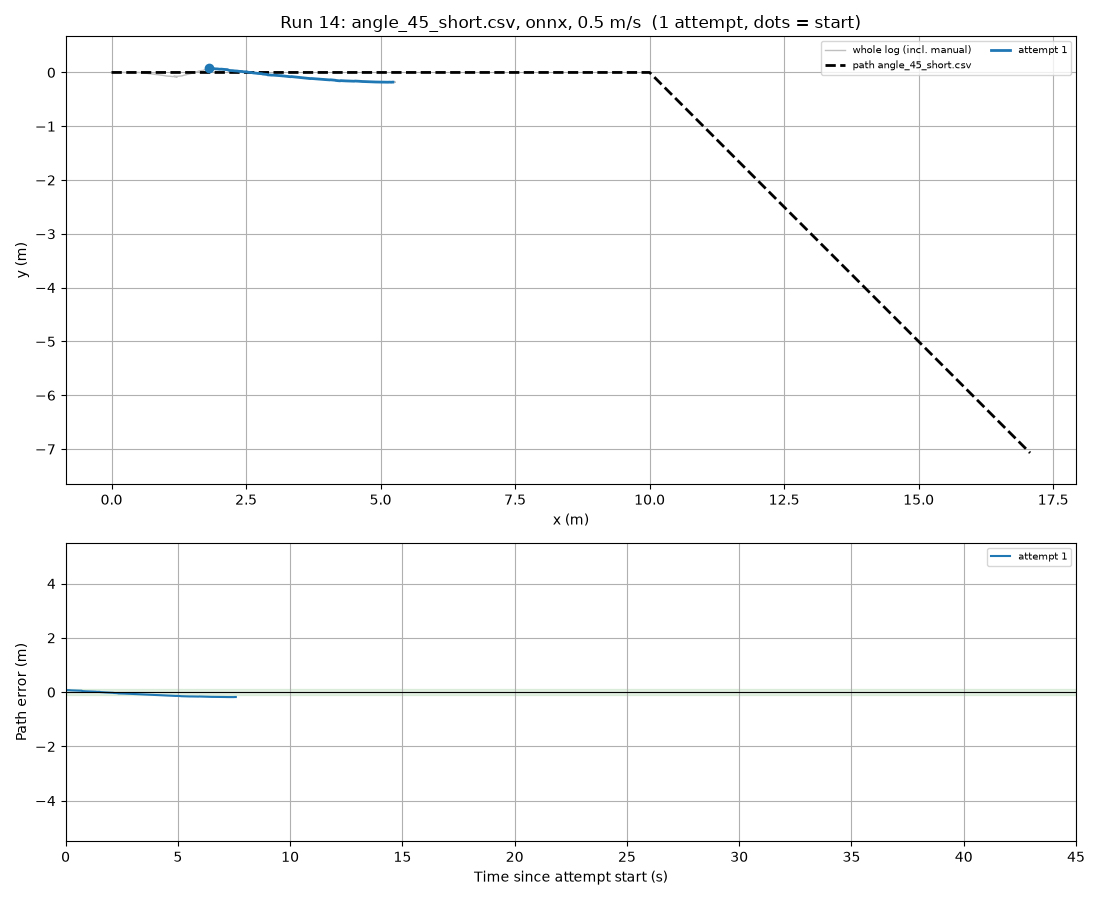 Run 14: angle_45_short.csv, onnx, 0.5 m/s  (1 attempt, dots = start)
whole log (incl. manual)
path angle_45_short.csv
attempt 1
y (m)
0
−1
−2
−3
−4
−5
−6
−7
0.0 2.5 5.0 7.5 10.0 12.5 15.0 17.5
x (m)
attempt 1
Path error (m)
4
2
0
−2
−4
0 5 10 15 20 25 30 35 40 45
Time since attempt start (s)